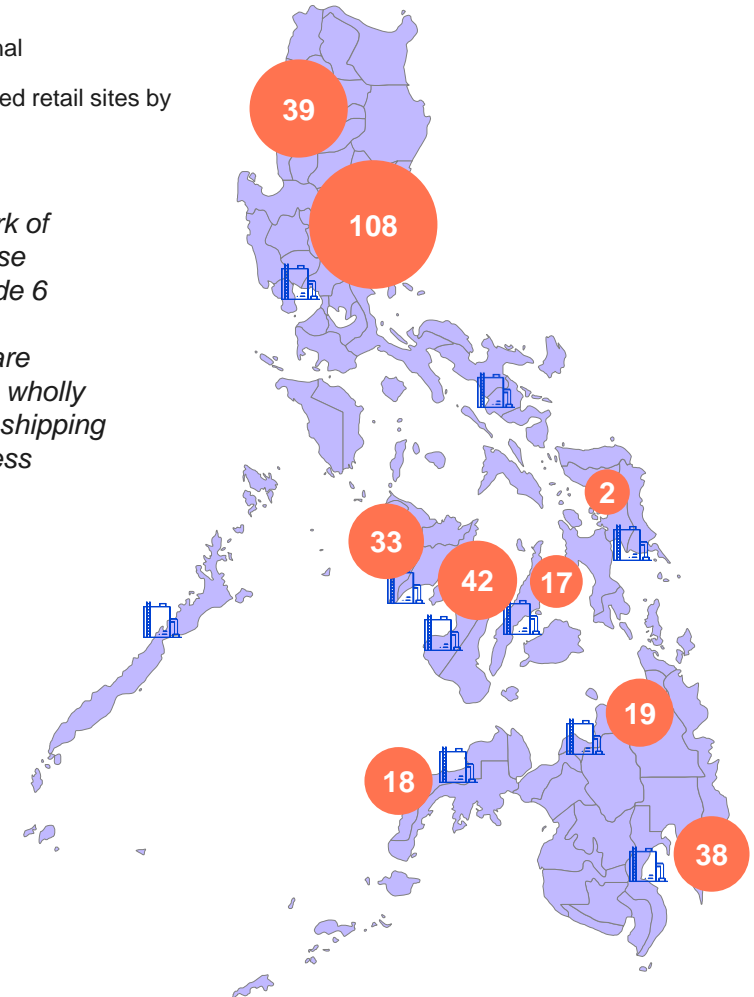 nal
ed retail sites by
rk of
se
de 6
are
wholly
shipping
ess
39
108
2
33
42
17
19
18
38